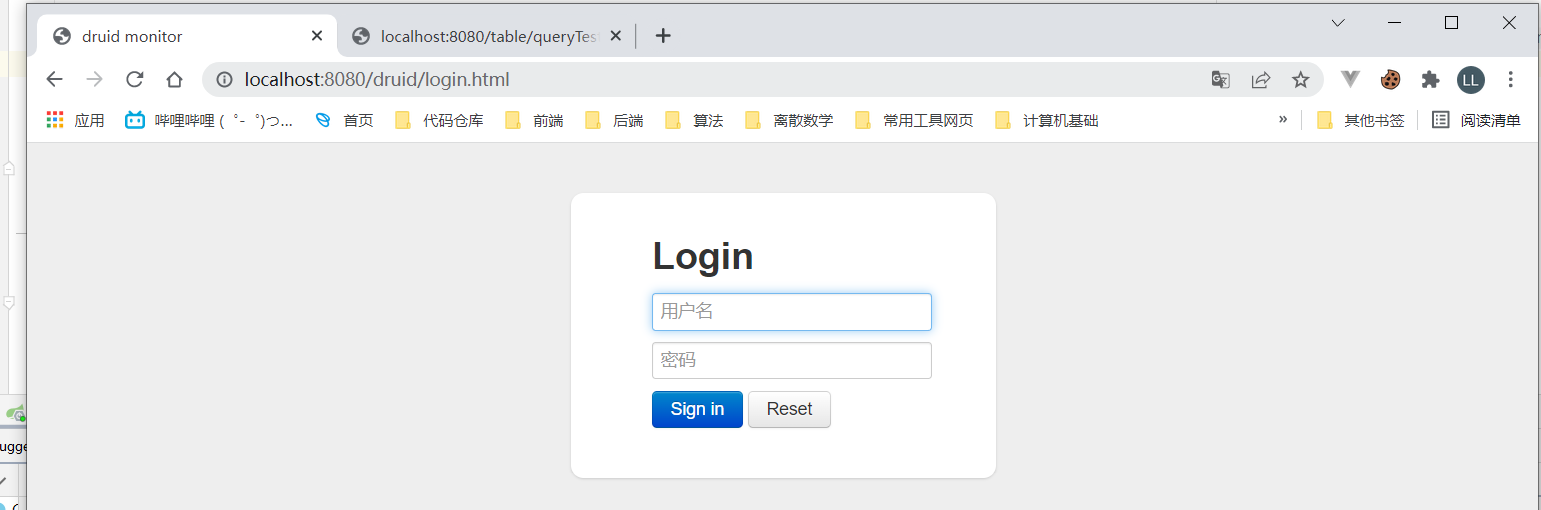 druid monitor
localhost:8080/table/queryTes
localhost:8080/druid/login.html
LL
应用
哔哩哔哩 ( ゜- ゜)つ...
首页
代码仓库
前端
后端
算法
离散数学
常用工具网页
计算机基础
»
其他书签
阅读清单
Login
用户名
密码
Sign in
Reset
ugge